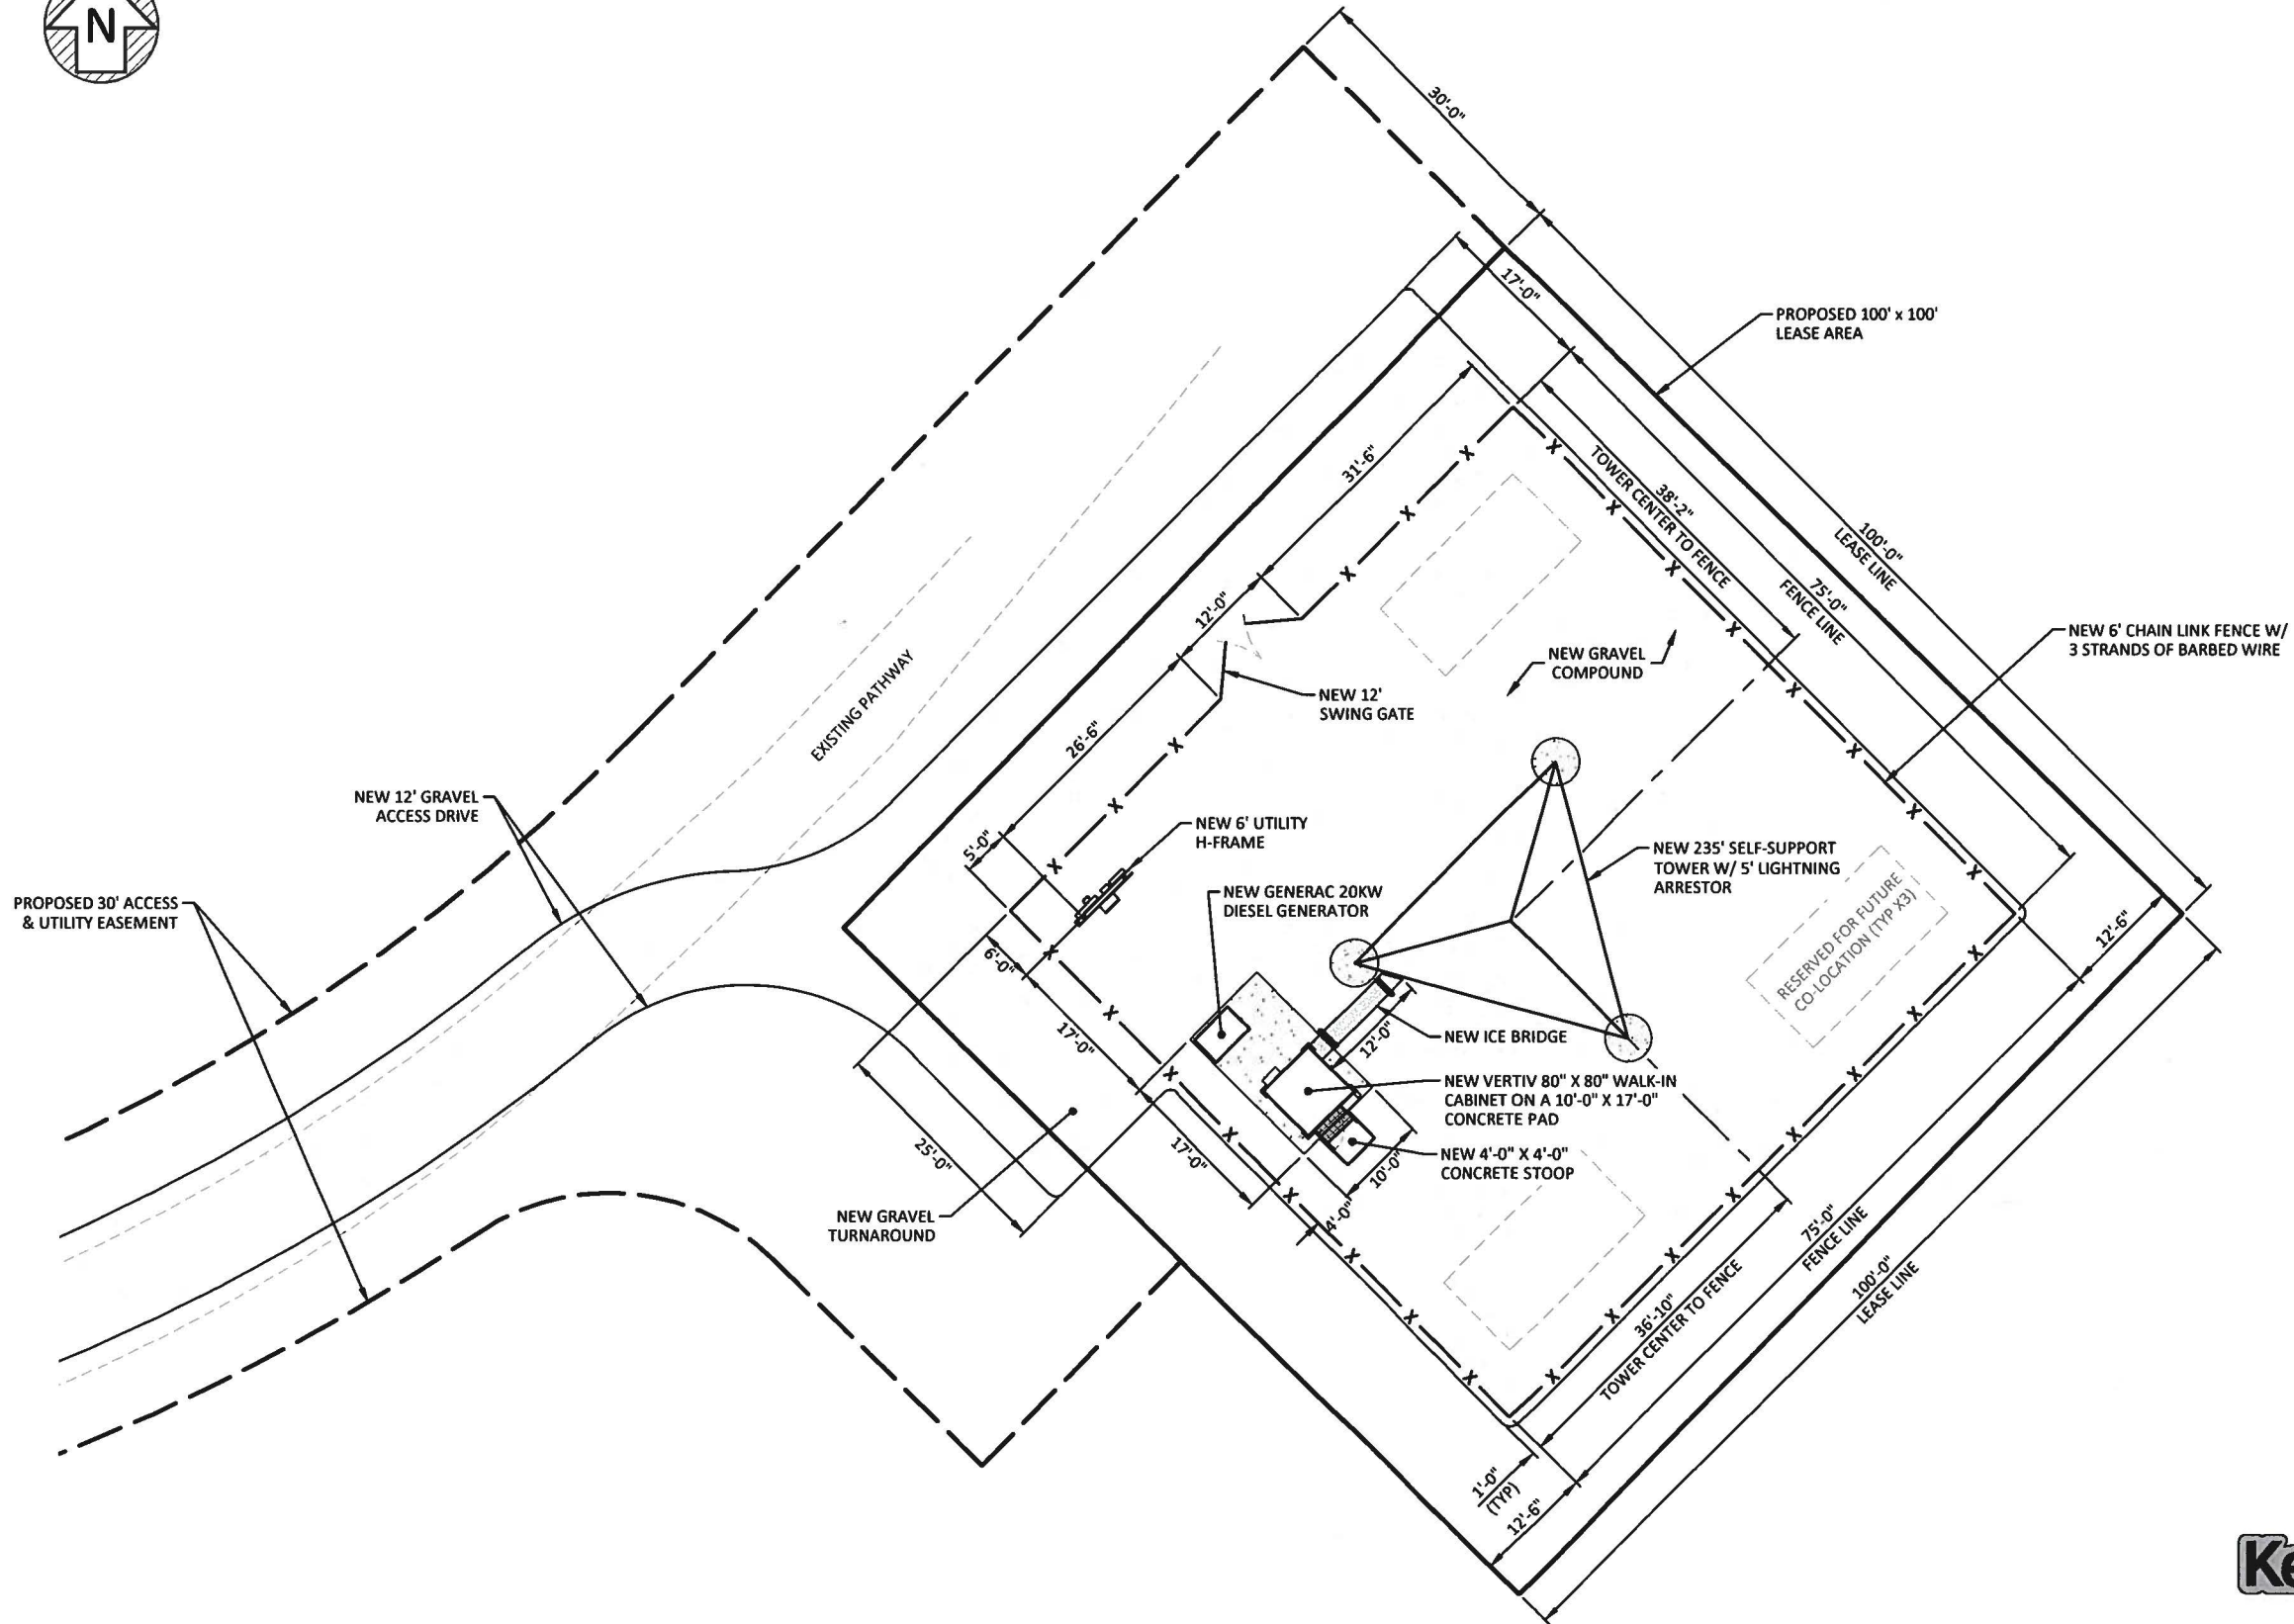 N
30'-0"
17'-0"
PROPOSED 100' x 100'
LEASE AREA
31'-6"
38'-2"
TOWER CENTER TO FENCE
100'-0"
LEASE LINE
75'-0"
FENCE LINE
12'-0"
NEW 6' CHAIN LINK FENCE W/
3 STRANDS OF BARBED WIRE
NEW GRAVEL
COMPOUND
EXISTING PATHWAY
NEW 12'
SWING GATE
26'-6"
NEW 12' GRAVEL
ACCESS DRIVE
5'-0"
NEW 6' UTILITY
H-FRAME
NEW 235' SELF-SUPPORT
TOWER W/ 5' LIGHTNING
ARRESTOR
PROPOSED 30' ACCESS
& UTILITY EASEMENT
NEW GENERAC 20KW
DIESEL GENERATOR
RESERVED FOR FUTURE
CO-LOCATION (TYP X3)
12'-6"
6'-0"
17'-0"
12'-0"
NEW ICE BRIDGE
NEW VERTIV 80" X 80" WALK-IN
CABINET ON A 10'-0" X 17'-0"
CONCRETE PAD
25'-0"
17'-0"
10'-0"
NEW 4'-0" X 4'-0"
CONCRETE STOOP
NEW GRAVEL
TURNAROUND
4'-0"
75'-0"
FENCE LINE
100'-0"
LEASE LINE
36'-10"
TOWER CENTER TO FENCE
1'-0"
(TYP)
12'-6"